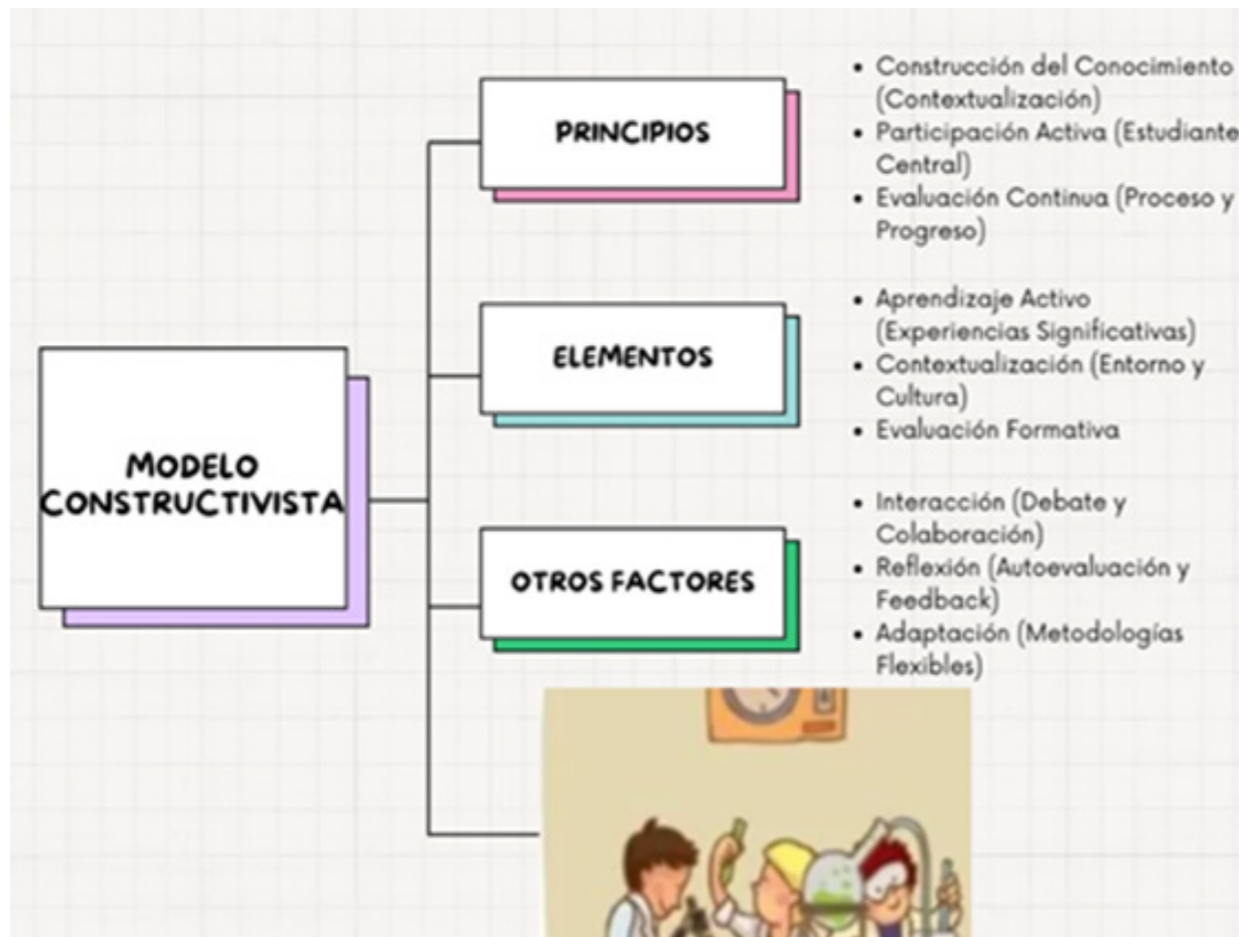 PRINCIPIOS
• Construcción del Conocimiento
(Contextualización)
• Participación Activa (Estudiante
Central)
• Evaluación Continua (Proceso y
Progreso)
ELEMENTOS
• Aprendizaje Activo
(Experiencias Significativas)
• Contextualización (Entorno y
Cultura)
• Evaluación Formativa
MODELO
CONSTRUCTIVISTA
OTROS FACTORES
• Interacción (Debate y
Colaboración)
• Reflexión (Autoevaluación y
Feedback)
• Adaptación (Metodologías
Flexibles)